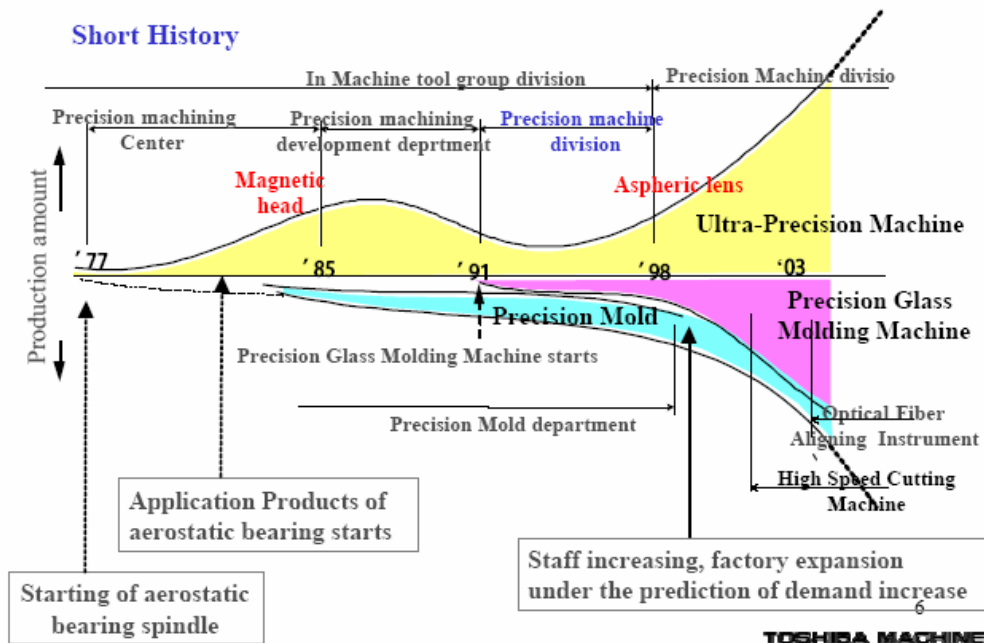 Short History
In Machine tool group division
Precision Machine divisio
Precision machining
Center
Precision machining
development deprtment
Precision machine
division
Magnetic
head
Aspheric lens
Ultra-Precision Machine
Production amount
' 77
' 85
' 91
' 98
‘03
Precision Glass
Molding Machine
Precision Mold
Precision Glass Molding Machine starts
Precision Mold department
Optical Fiber
Aligning Instrument
High Speed Cutting
Machine
Application Products of
aerostatic bearing starts
Staff increasing, factory expansion
under the prediction of demand increase
Starting of aerostatic
bearing spindle
6
TOSHIBA MACHINE